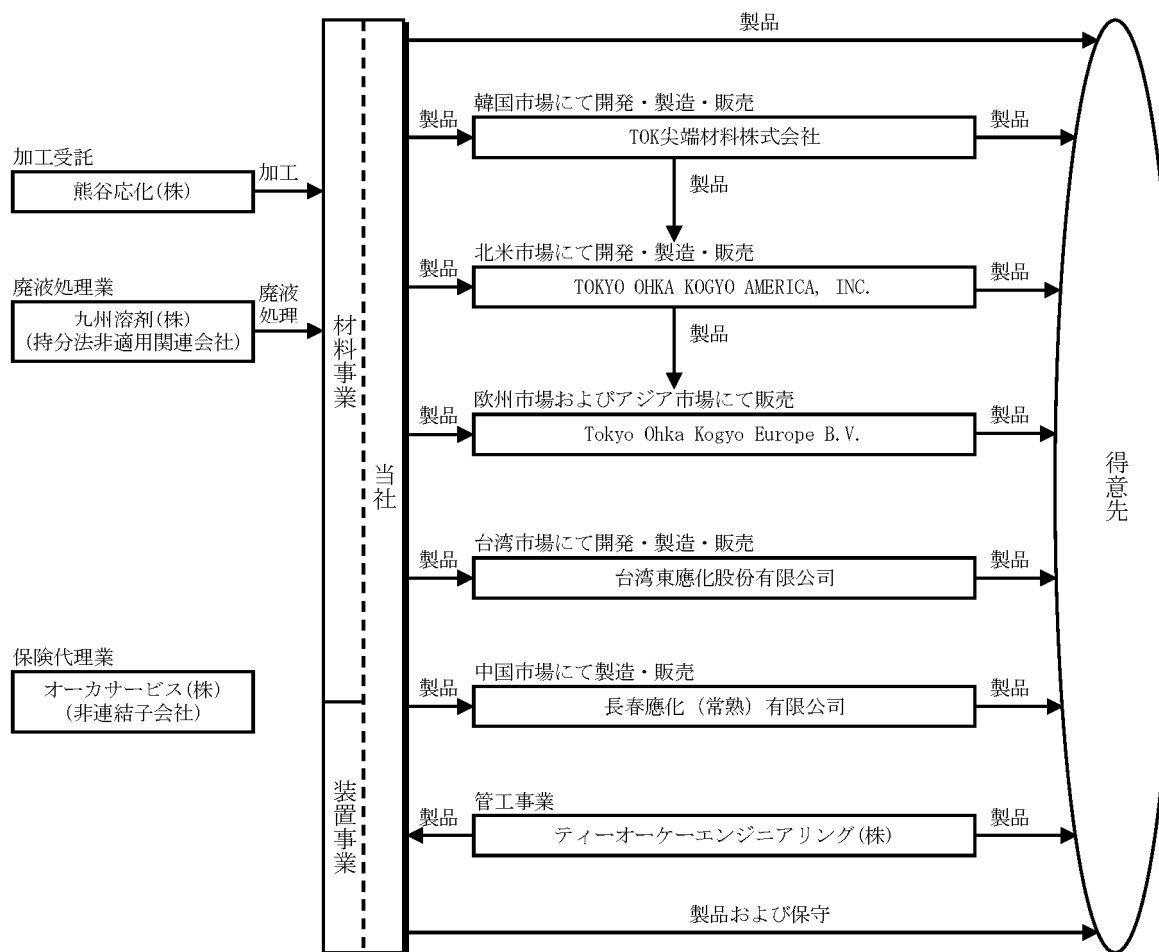 製品
韓国市場にて開発・製造・販売
製品
TOK尖端材料株式会社
製品
加工受託
熊谷応化(株)
加工
製品
北米市場にて開発・製造・販売
製品
TOKYO OHKA KOGYO AMERICA, INC.
製品
廃液処理業
九州溶剤(株)
(持分法非適用関連会社)
廃液
処理
製品
材料事業
欧州市場およびアジア市場にて販売
製品
Tokyo Ohka Kogyo Europe B.V.
製品
当社
得意先
台湾市場にて開発・製造・販売
製品
台湾東應化股份有限公司
製品
保険代理業
オーカサービス(株)
(非連結子会社)
中国市場にて製造・販売
製品
長春應化（常熟）有限公司
製品
装置事業
管工事業
製品
ティーオーケーエンジニアリング(株)
製品
製品および保守